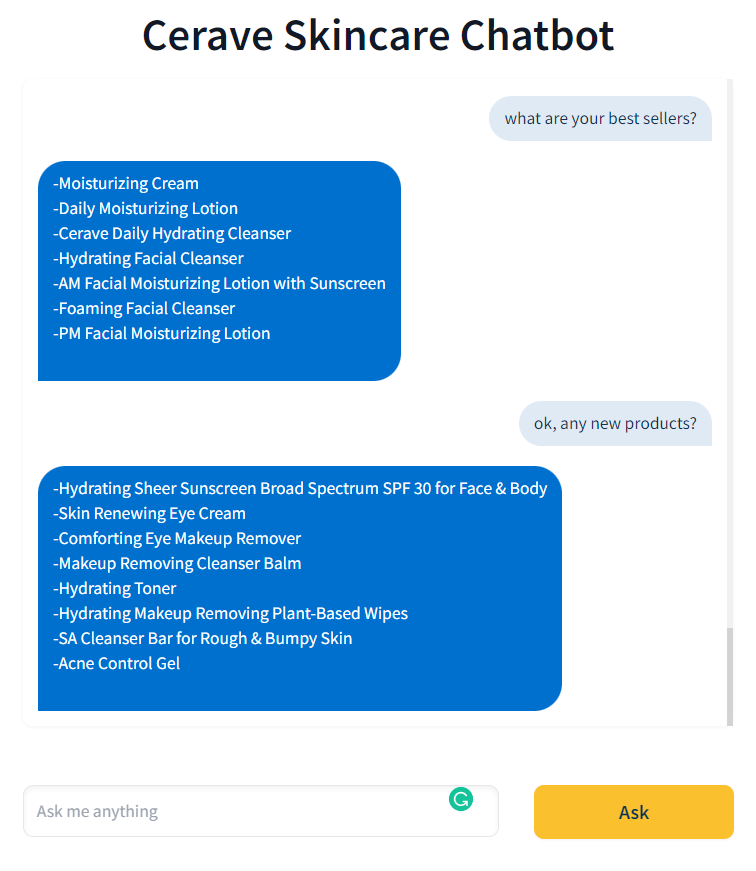 Cerave Skincare Chatbot
what are your best sellers?
-Moisturizing Cream
-Daily Moisturizing Lotion
-Cerave Daily Hydrating Cleanser
-Hydrating Facial Cleanser
-AM Facial Moisturizing Lotion with Sunscreen
-Foaming Facial Cleanser
-PM Facial Moisturizing Lotion
ok, any new products?
-Hydrating Sheer Sunscreen Broad Spectrum SPF 30 for Face & Body
-Skin Renewing Eye Cream
-Comforting Eye Makeup Remover
-Makeup Removing Cleanser Balm
-Hydrating Toner
-Hydrating Makeup Removing Plant-Based Wipes
-SA Cleanser Bar for Rough & Bumpy Skin
-Acne Control Gel
Ask me anything
Ask